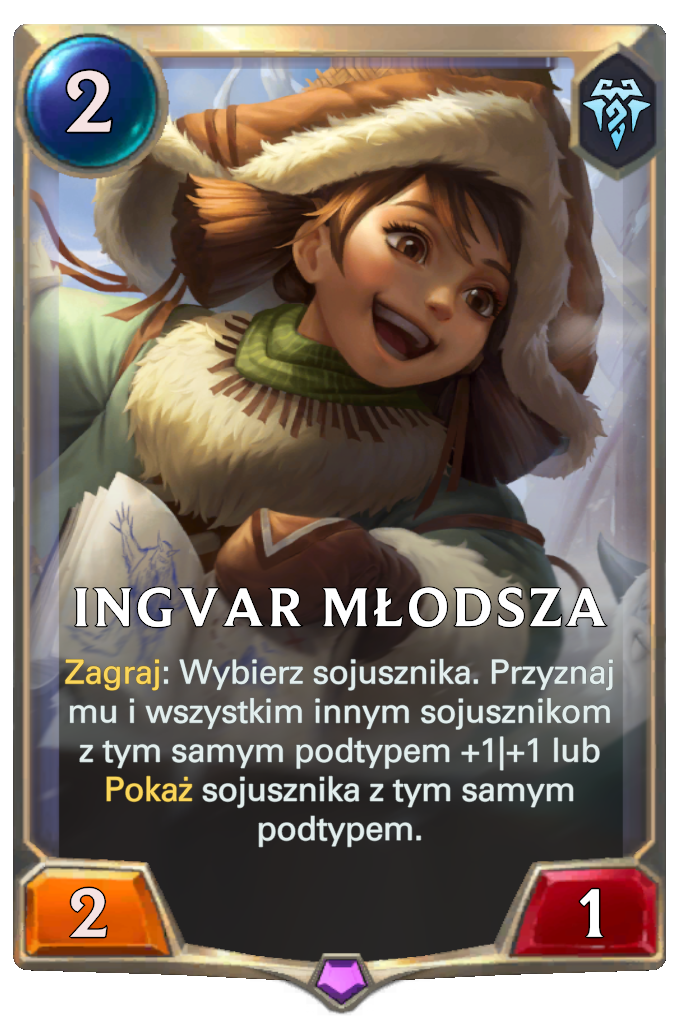 2
INGVAR MŁODSZA
Zagraj: Wybierz sojusznika. Przyznaj
mu i wszystkim innym sojusznikom
z tym samym podtypem +1|+1 lub
Pokaż sojusznika z tym samym
podtypem.
2
1